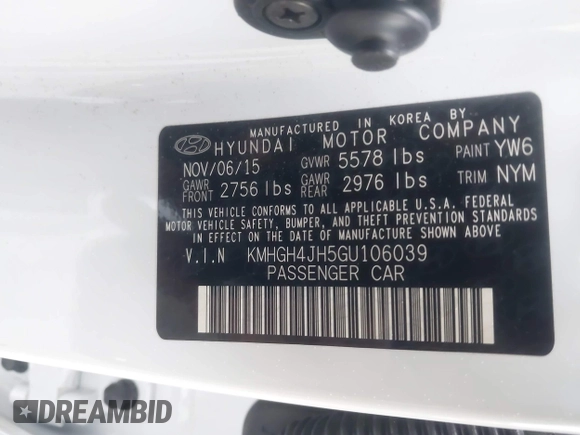 MANUFACTURED IN KOREA BY
HYUNDAI MOTOR COMPANY
NOV/06/15 GVWR 5578 lbs PAINT YW6
GAWR FRONT 2756 lbs GAWR REAR 2976 lbs TRIM NYM
THIS VEHICLE CONFORMS TO ALL APPLICABLE U.S.A. FEDERAL
MOTOR VEHICLE SAFETY, BUMPER, AND THEFT PREVENTION STANDARDS
IN EFFECT ON THE DATE OF MANUFACTURE SHOWN ABOVE.
V.I.N KMHGH4JH5GU106039
PASSENGER CAR
DREAMBID